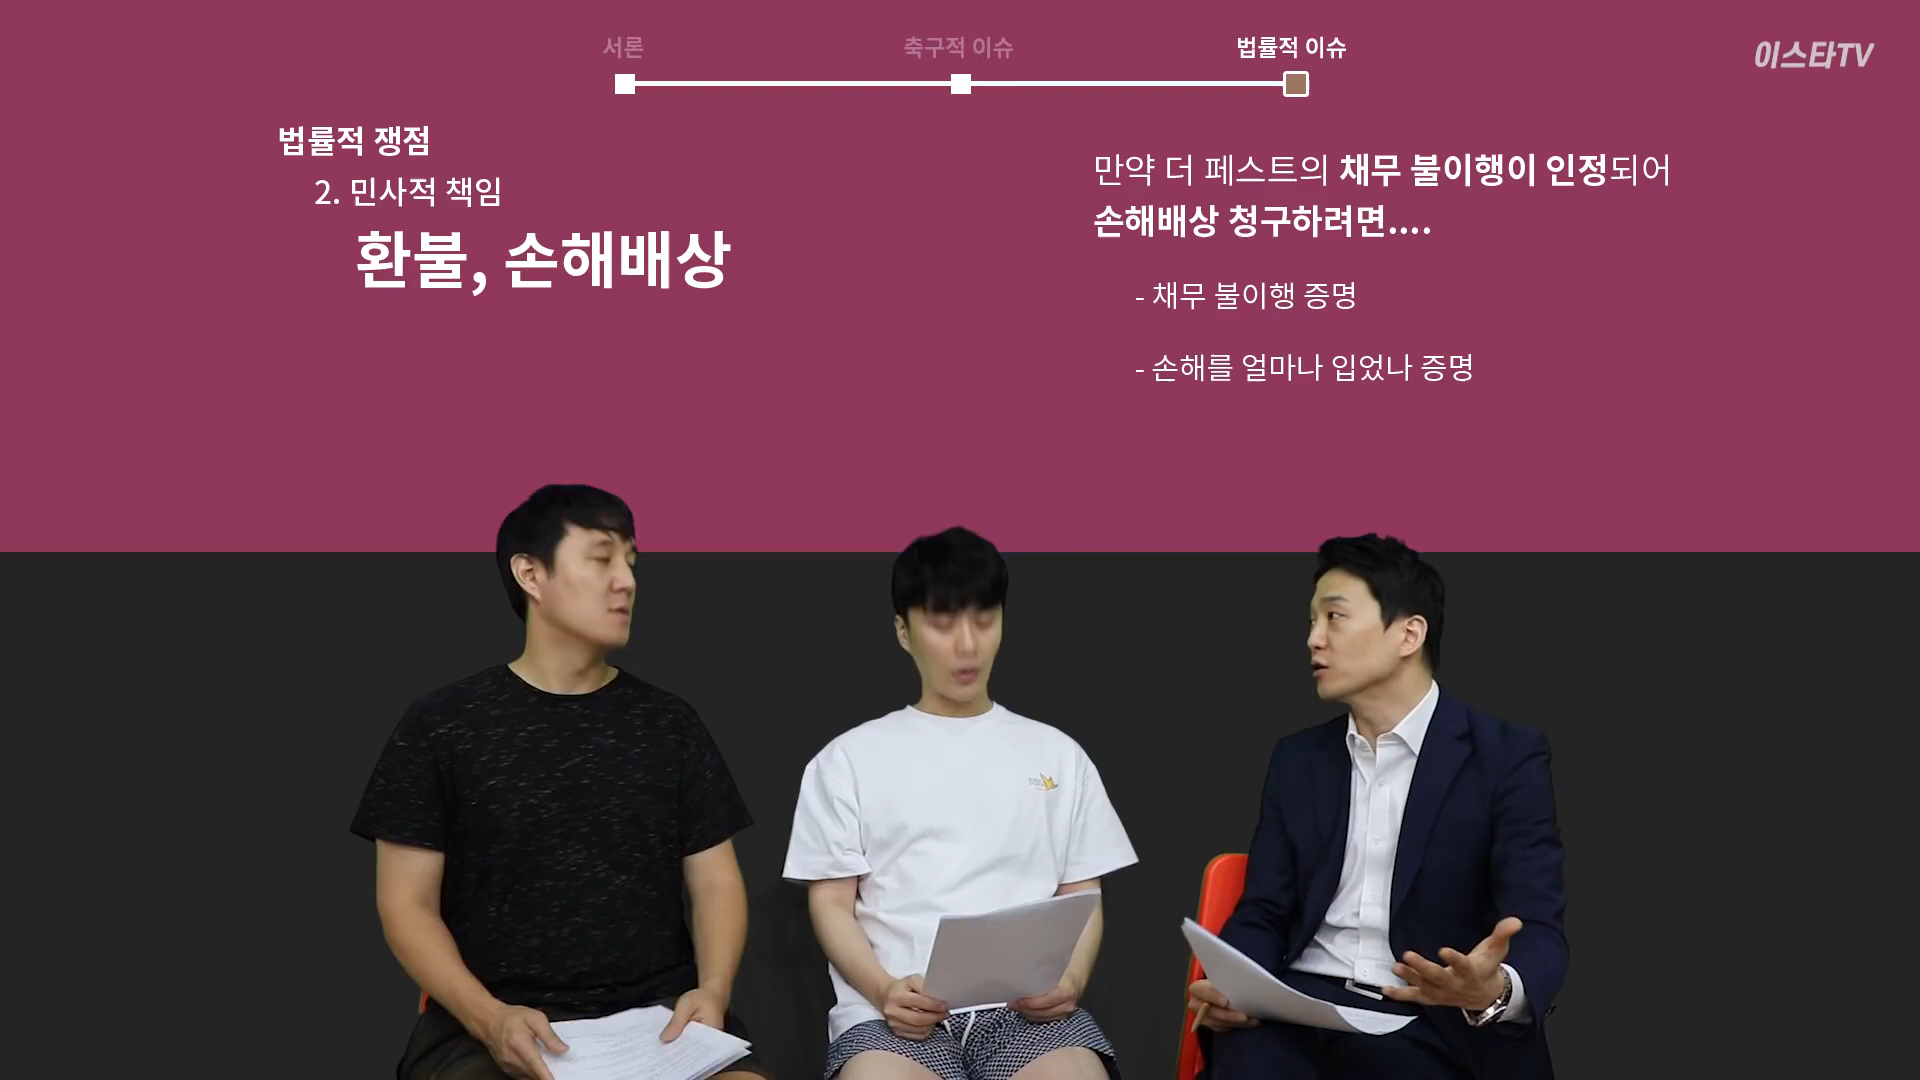 서론
축구적 이슈
법률적 이슈
이스타TV
법률적 쟁점
2. 민사적 책임
환불, 손해배상
만약 더 페스트의 채무 불이행이 인정되어
손해배상 청구하려면....
- 채무 불이행 증명
- 손해를 얼마나 입었나 증명